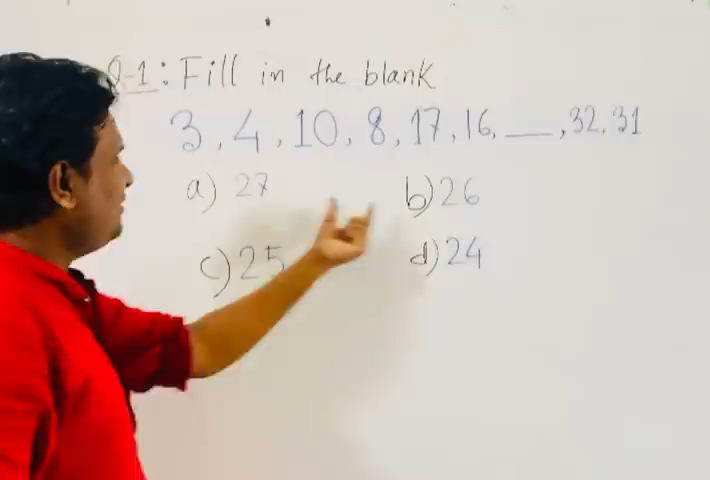 Q-1: Fill in the blank
3, 4, 10, 8, 17, 16, ___, 32, 31
a) 27 b) 26
c) 25 d) 24